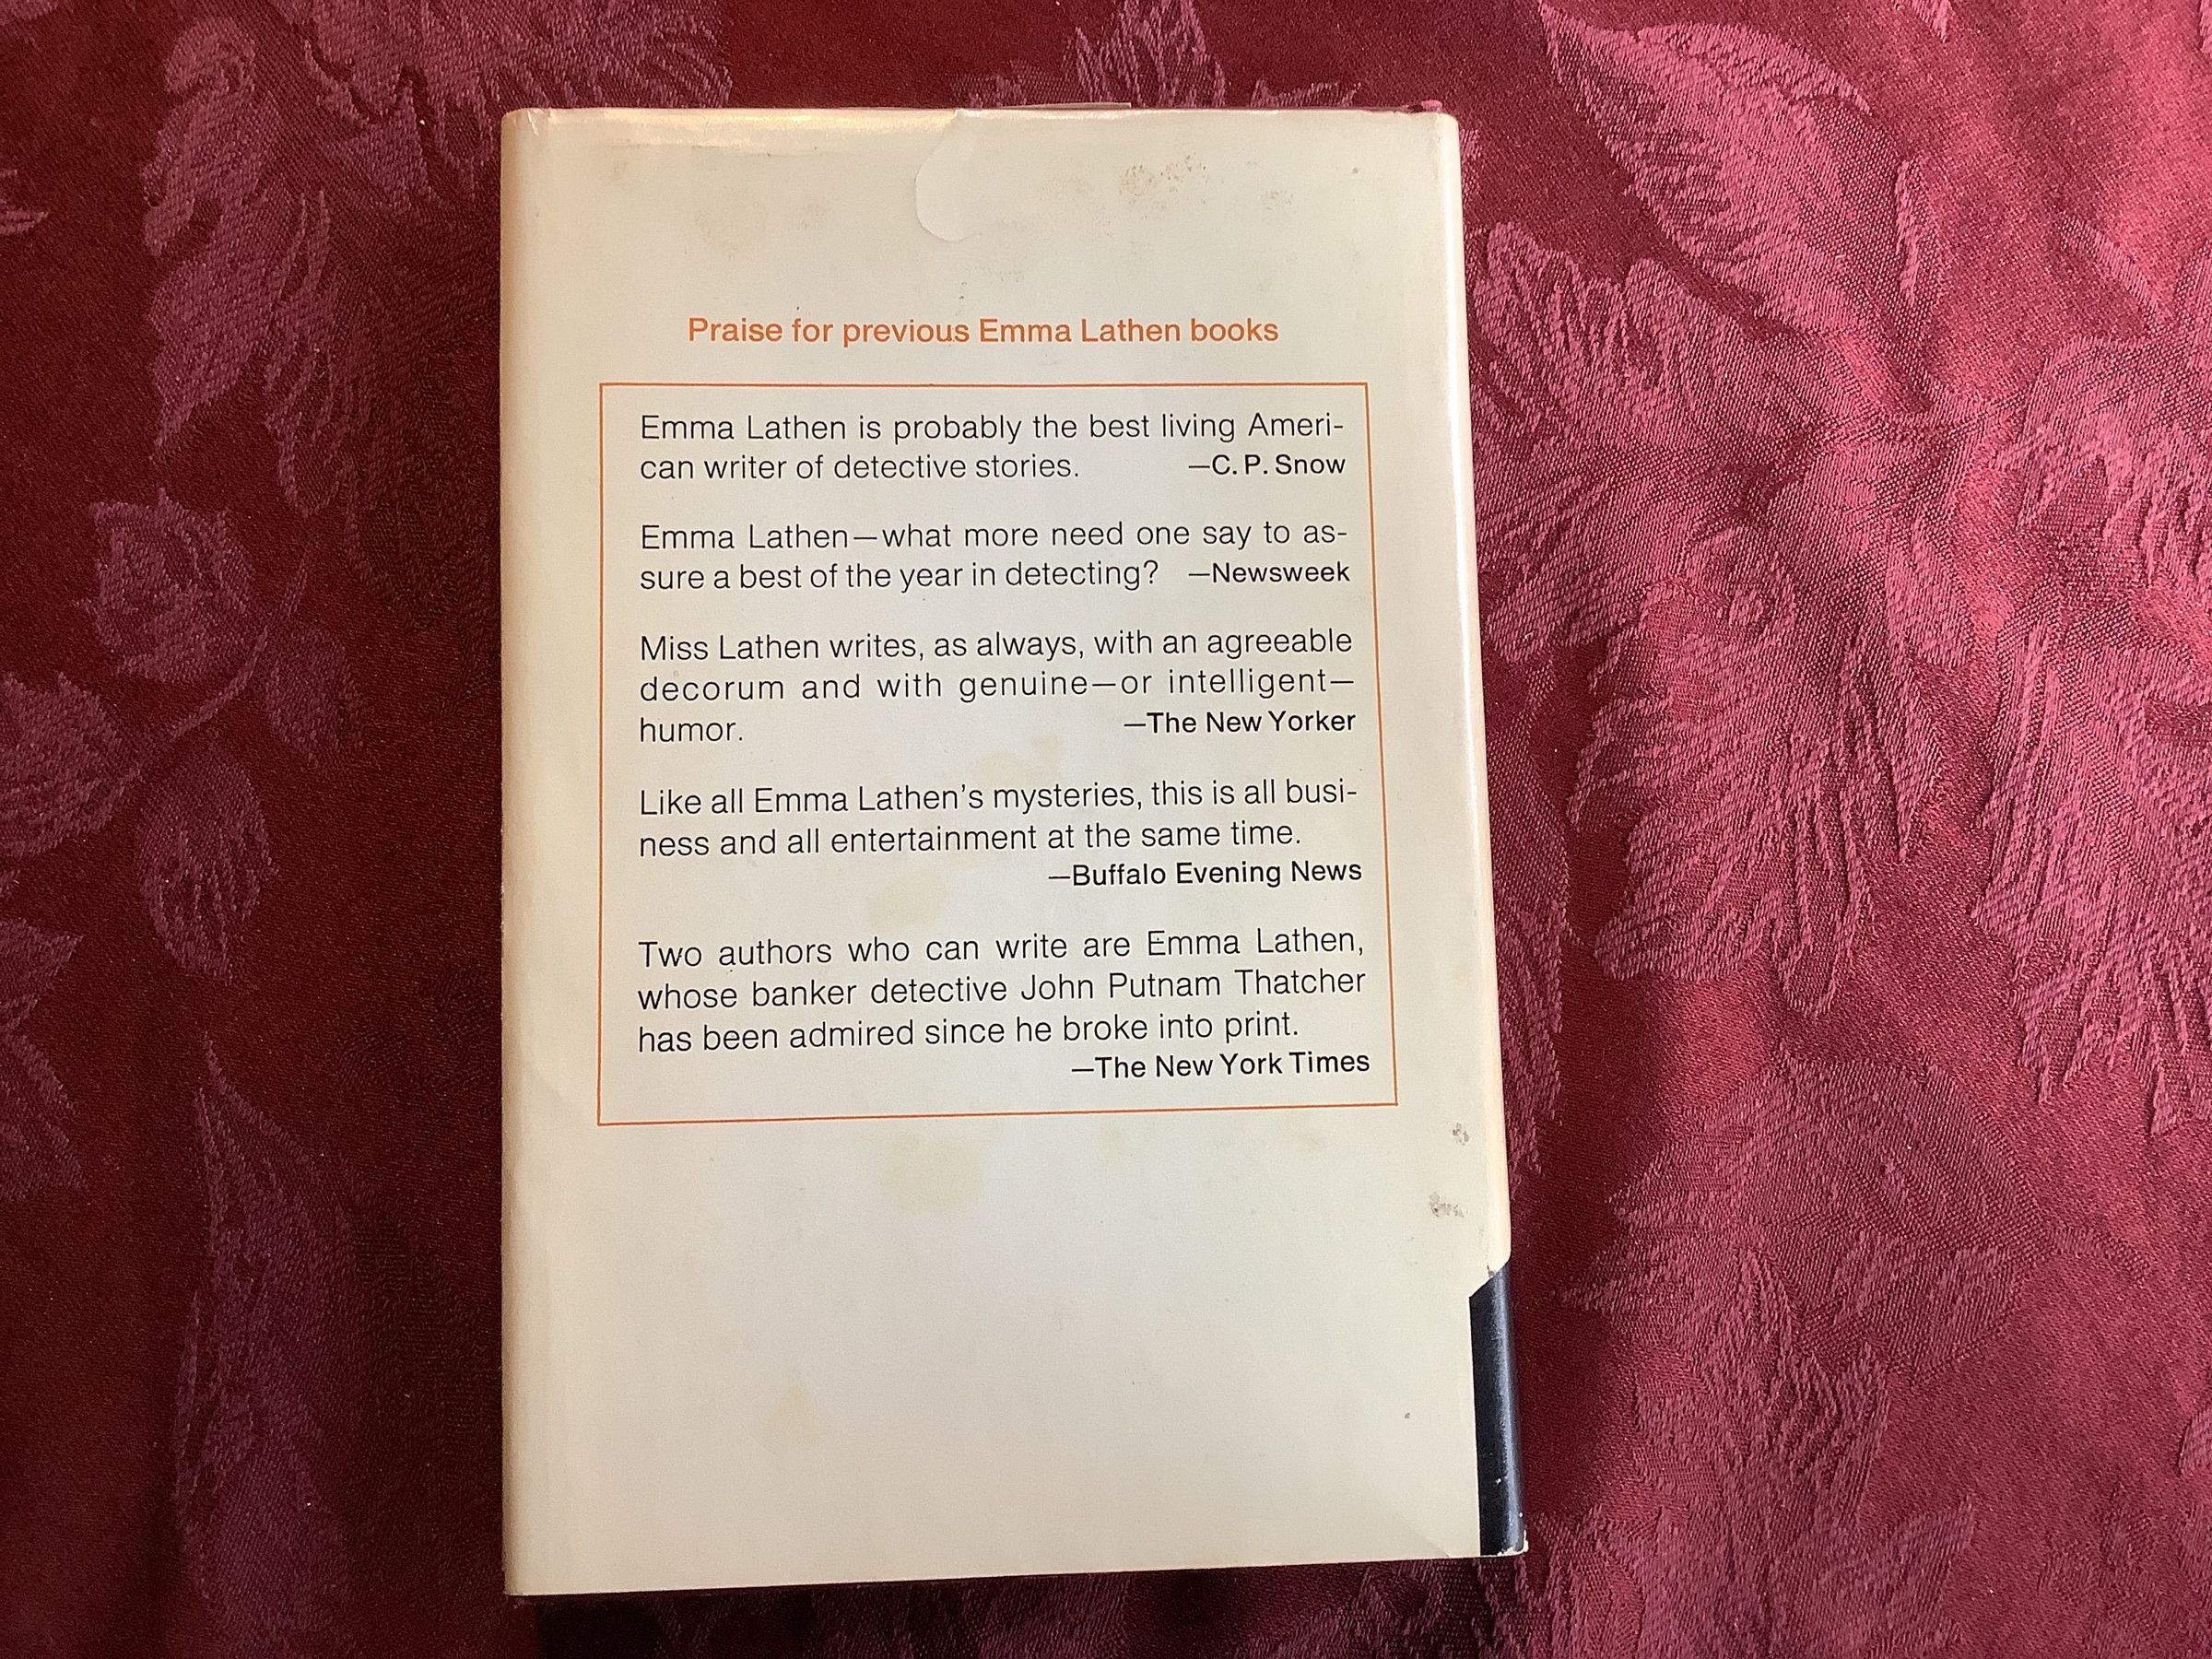 Praise for previous Emma Lathen books
Emma Lathen is probably the best living Ameri-
can writer of detective stories. —C. P. Snow
Emma Lathen—what more need one say to as-
sure a best of the year in detecting? —Newsweek
Miss Lathen writes, as always, with an agreeable
decorum and with genuine—or intelligent—
humor. —The New Yorker
Like all Emma Lathen's mysteries, this is all busi-
ness and all entertainment at the same time.
—Buffalo Evening News
Two authors who can write are Emma Lathen,
whose banker detective John Putnam Thatcher
has been admired since he broke into print.
—The New York Times